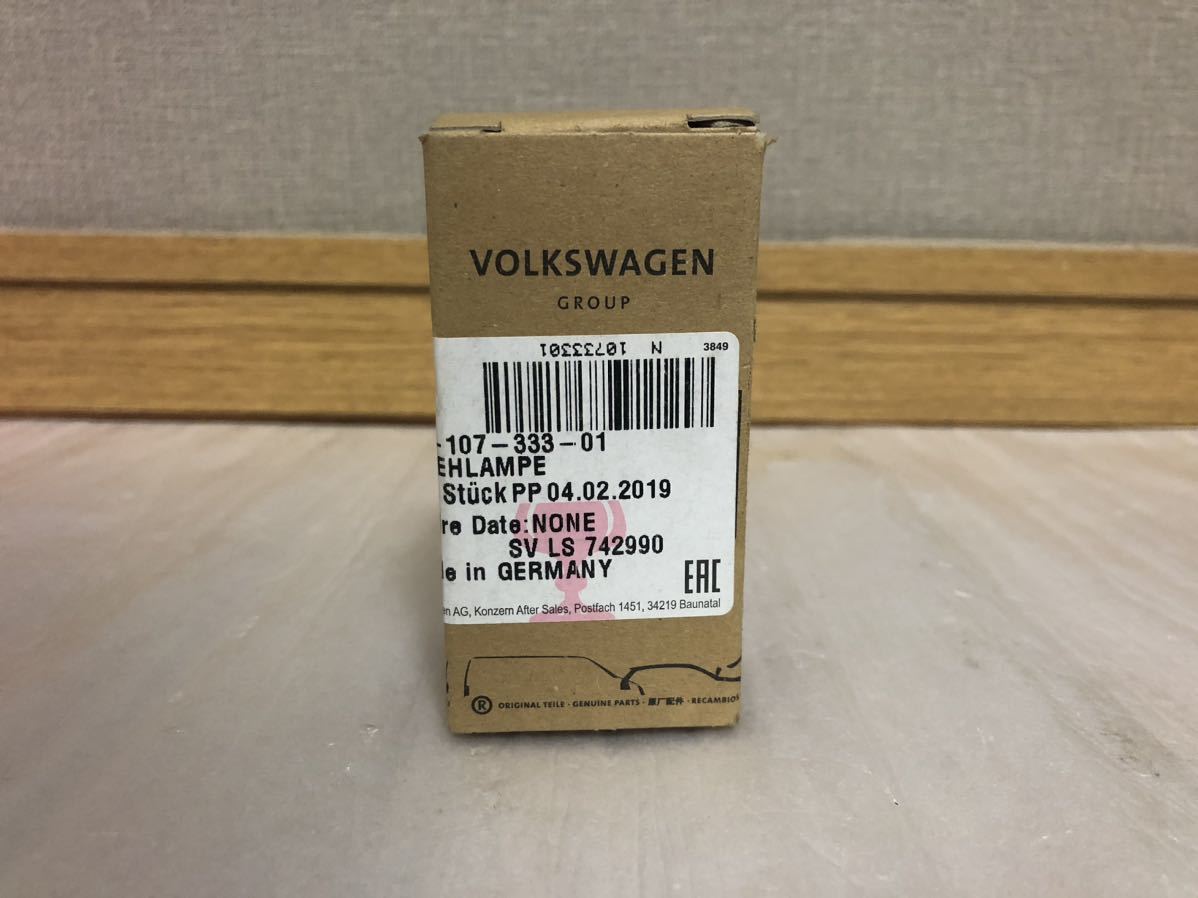 VOLKSWAGEN
GROUP
N 10733301
3849
-107-333-01
EHLAMPE
Stück PP 04.02.2019
re Date:NONE
SV LS 742990
de in GERMANY
EAC
en AG, Konzern After Sales, Postfach 1451, 34219 Baunatal
® ORIGINAL TEILE · GENUINE PARTS · 原厂配件 · RECAMBIOS